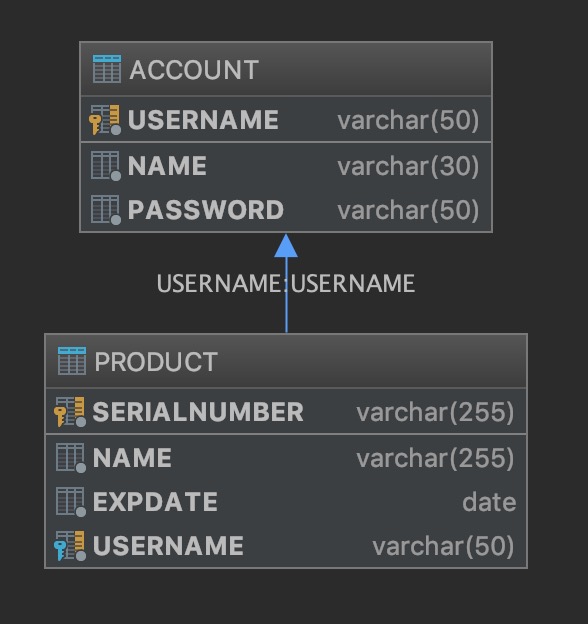 ACCOUNT
USERNAME varchar(50)
NAME varchar(30)
PASSWORD varchar(50)
USERNAME:USERNAME
PRODUCT
SERIALNUMBER varchar(255)
NAME varchar(255)
EXPDATE date
USERNAME varchar(50)